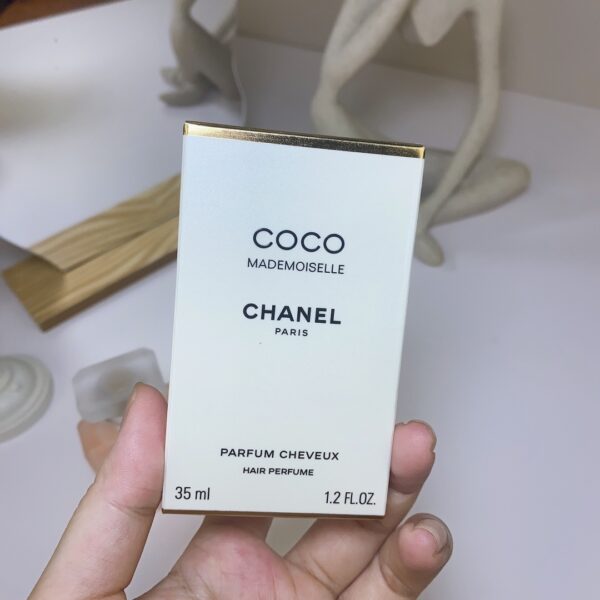 COCO
MADEMOISELLE
CHANEL
PARIS
PARFUM CHEVEUX
HAIR PERFUME
35 ml 1.2 FL.OZ.